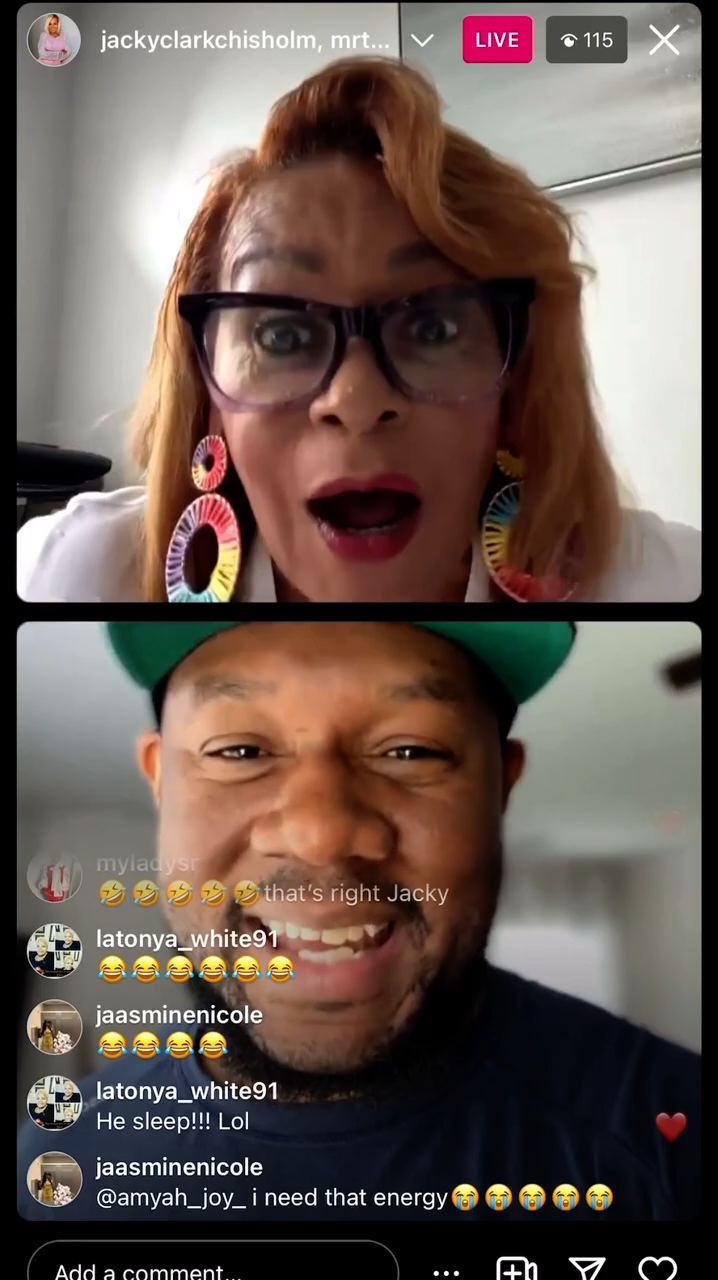 jackyclarkchisholm, mrt...
LIVE
115
myladysr
🤣🤣🤣🤣🤣that's right Jacky
latonya_white91
😂😂😂😂😂😂
jaasminenicole
😂😂😂😂
latonya_white91
He sleep!!! Lol
jaasminenicole
@amyah_joy_ i need that energy😭😭😭😭😭
Add a comment...